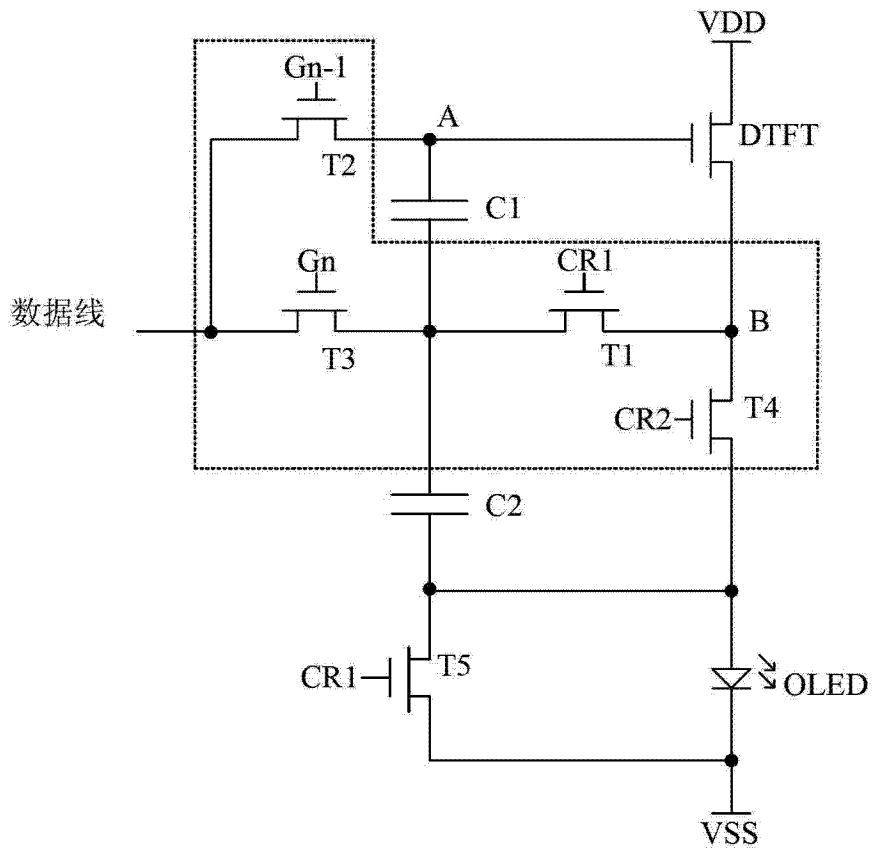 VDD
Gn-1
A
DTFT
T2
C1
Gn
CR1
数据线
B
T3
T1
CR2
T4
C2
CR1
T5
OLED
VSS